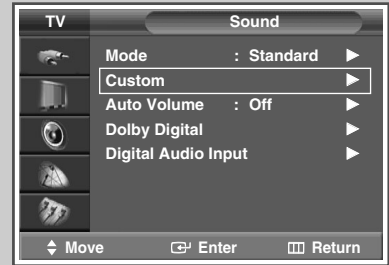 TV Sound
Mode : Standard
Custom
Auto Volume : Off
Dolby Digital
Digital Audio Input
Move Enter Return